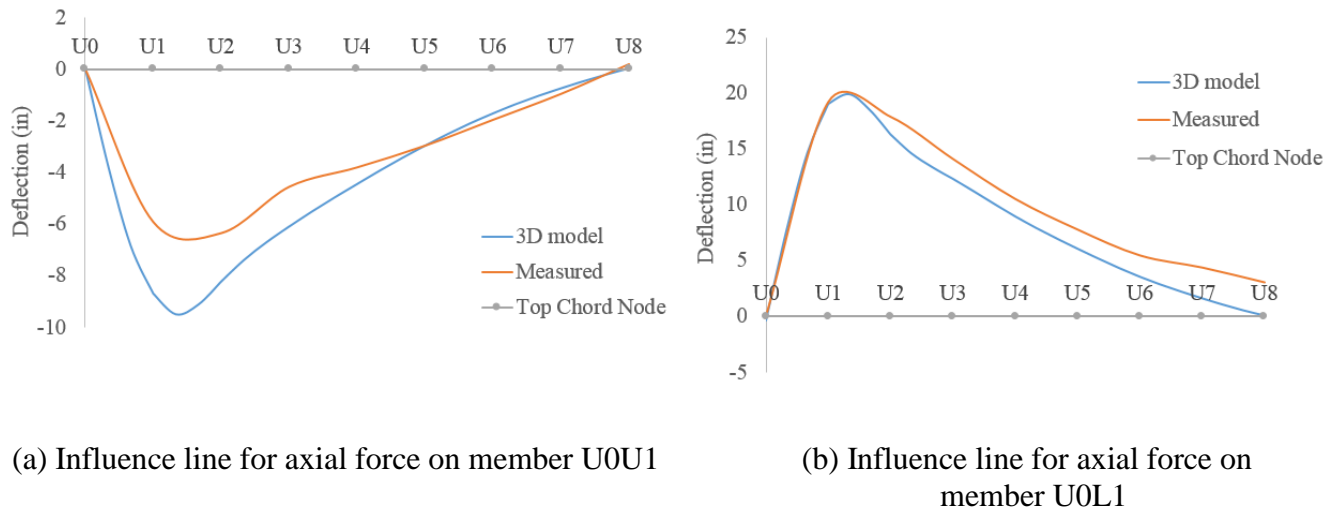 2
U0 U1 U2 U3 U4 U5 U6 U7 U8
0
-2
-4
-6
-8
-10
Deflection (in)
3D model
Measured
Top Chord Node
(a) Influence line for axial force on member U0U1
25
20
15
10
5
0
-5
Deflection (in)
U0 U1 U2 U3 U4 U5 U6 U7 U8
3D model
Measured
Top Chord Node
(b) Influence line for axial force on
member U0L1